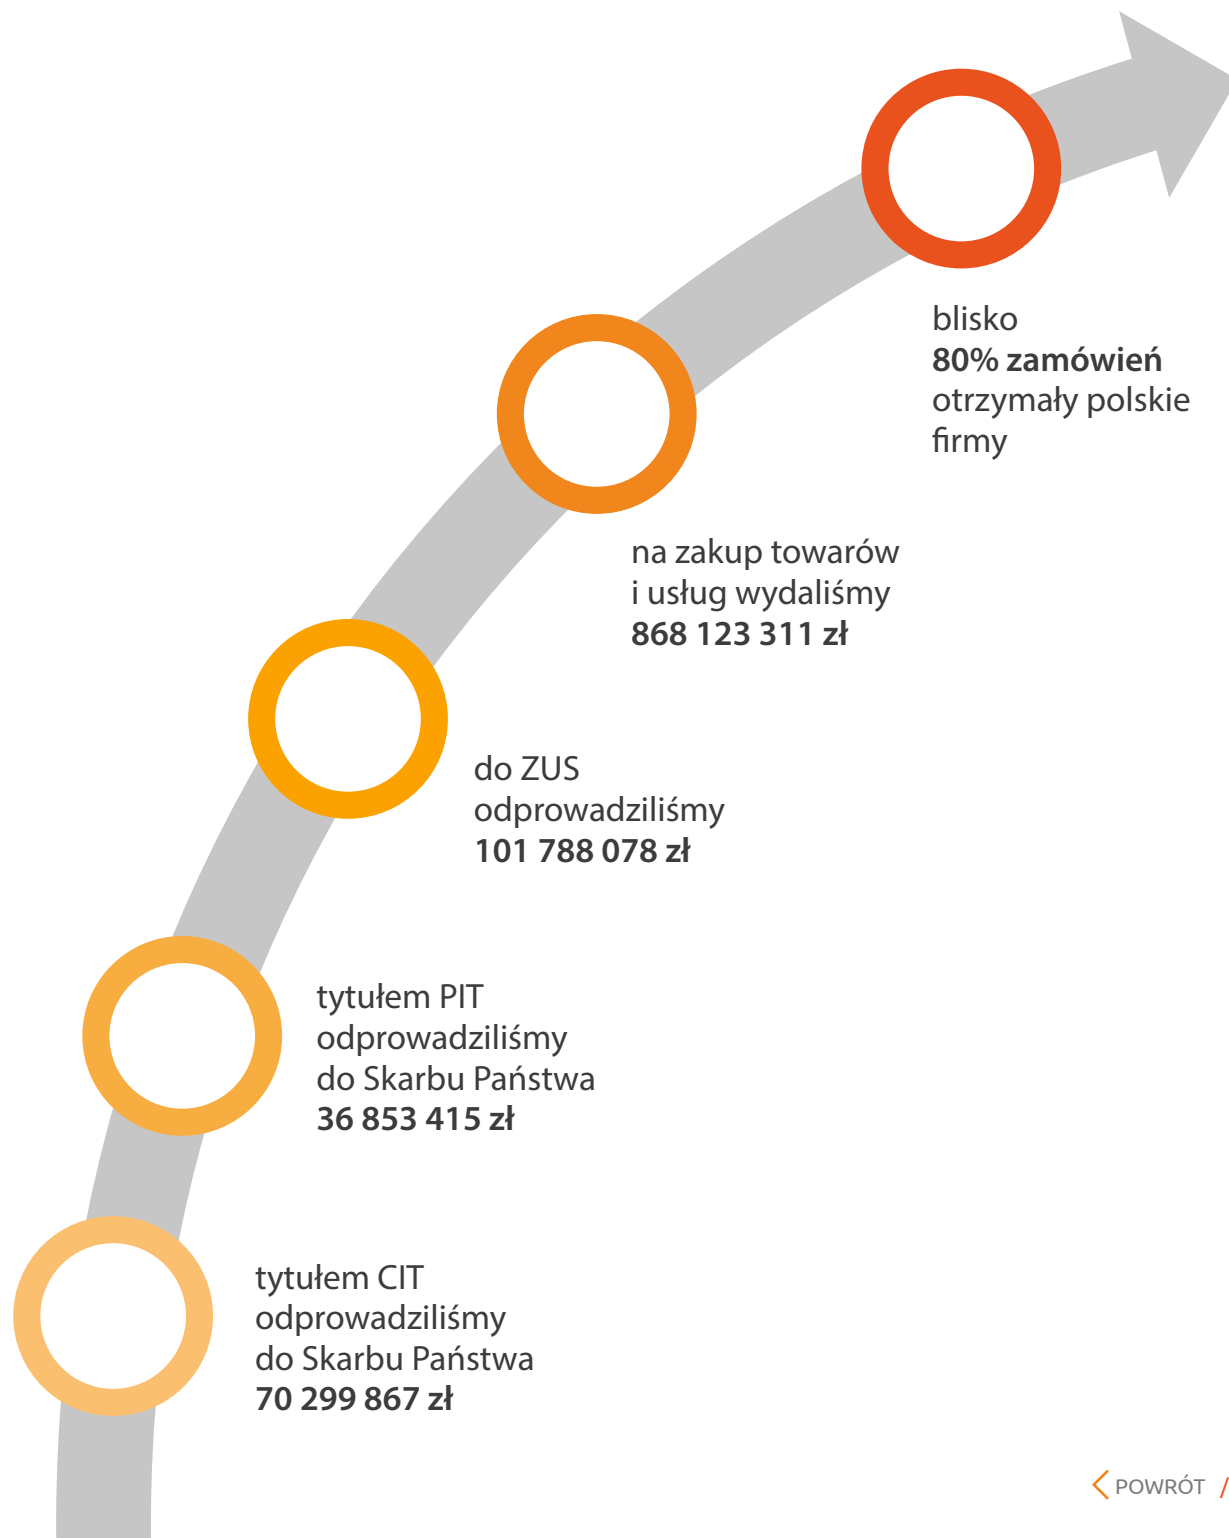 blisko
80% zamówień
otrzymały polskie
firmy
na zakup towarów
i usług wydaliśmy
868 123 311 zł
do ZUS
odprowadziliśmy
101 788 078 zł
tytułem PIT
odprowadziliśmy
do Skarbu Państwa
36 853 415 zł
tytułem CIT
odprowadziliśmy
do Skarbu Państwa
70 299 867 zł
POWRÓT /